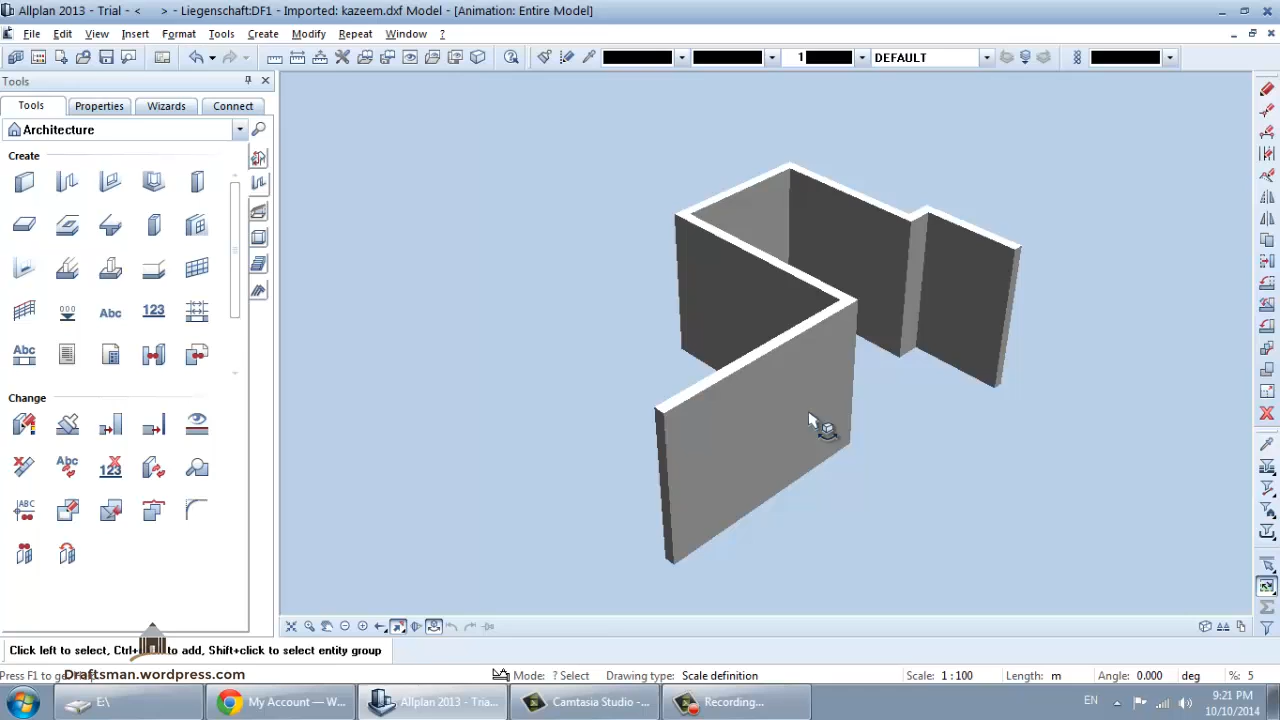 Allplan 2013 - Trial - < > - Liegenschaft:DF1 - Imported: kazeem.dxf Model - [Animation: Entire Model]
File Edit View Insert Format Tools Create Modify Repeat Window ?
1 DEFAULT
Tools
Tools Properties Wizards Connect
Architecture
Create
Abc 123
Abc
Change
Abc 123
ABC
Click left to select, Ctrl+ to add, Shift+click to select entity group
Press F1 to ge
Draftsman.wordpress.com
Mode: ? Select Drawing type: Scale definition Scale: 1 : 100 Length: m Angle: 0.000 deg %: 5
E:\ My Account — W... Allplan 2013 - Tria... Camtasia Studio -... Recording...
EN 9:21 PM
10/10/2014